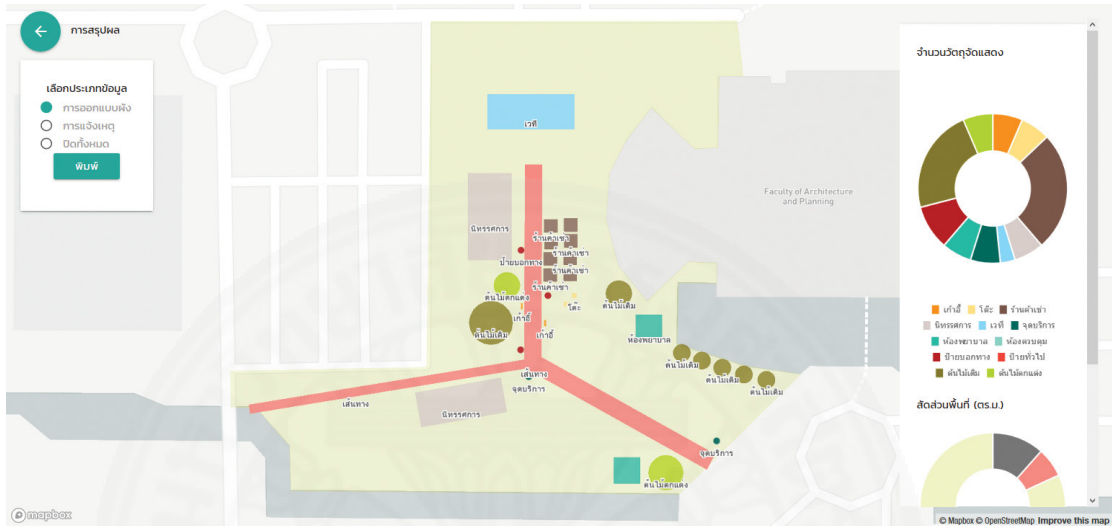 การสรุปผล
เลือกประเภทข้อมูล
การออกแบบผัง
การแจ้งเหตุ
ปิดทั้งหมด
พิมพ์
เวที
Faculty of Architecture
and Planning
นิทรรศการ
ร้านค้าเช่า
ร้านค้าเช่า
ป้ายบอกทาง
ร้านค้าเช่า
ร้านค้าเช่า
ต้นไม้ตกแต่ง
ต้นไม้เดิม
โต๊ะ
เก้าอี้
ต้นไม้เดิม
เก้าอี้
ห้องพยาบาล
ต้นไม้เดิม
เส้นทาง
ต้นไม้เดิม
จุดบริการ
ต้นไม้เดิม
เส้นทาง
นิทรรศการ
จุดบริการ
ต้นไม้ตกแต่ง
mapbox
จำนวนวัตถุจัดแสดง
เก้าอี้ โต๊ะ ร้านค้าเช่า
นิทรรศการ เวที จุดบริการ
ห้องพยาบาล ห้องควบคุม
ป้ายบอกทาง ป้ายทั่วไป
ต้นไม้เดิม ต้นไม้ตกแต่ง
สัดส่วนพื้นที่ (ตร.ม.)
© Mapbox © OpenStreetMap Improve this map